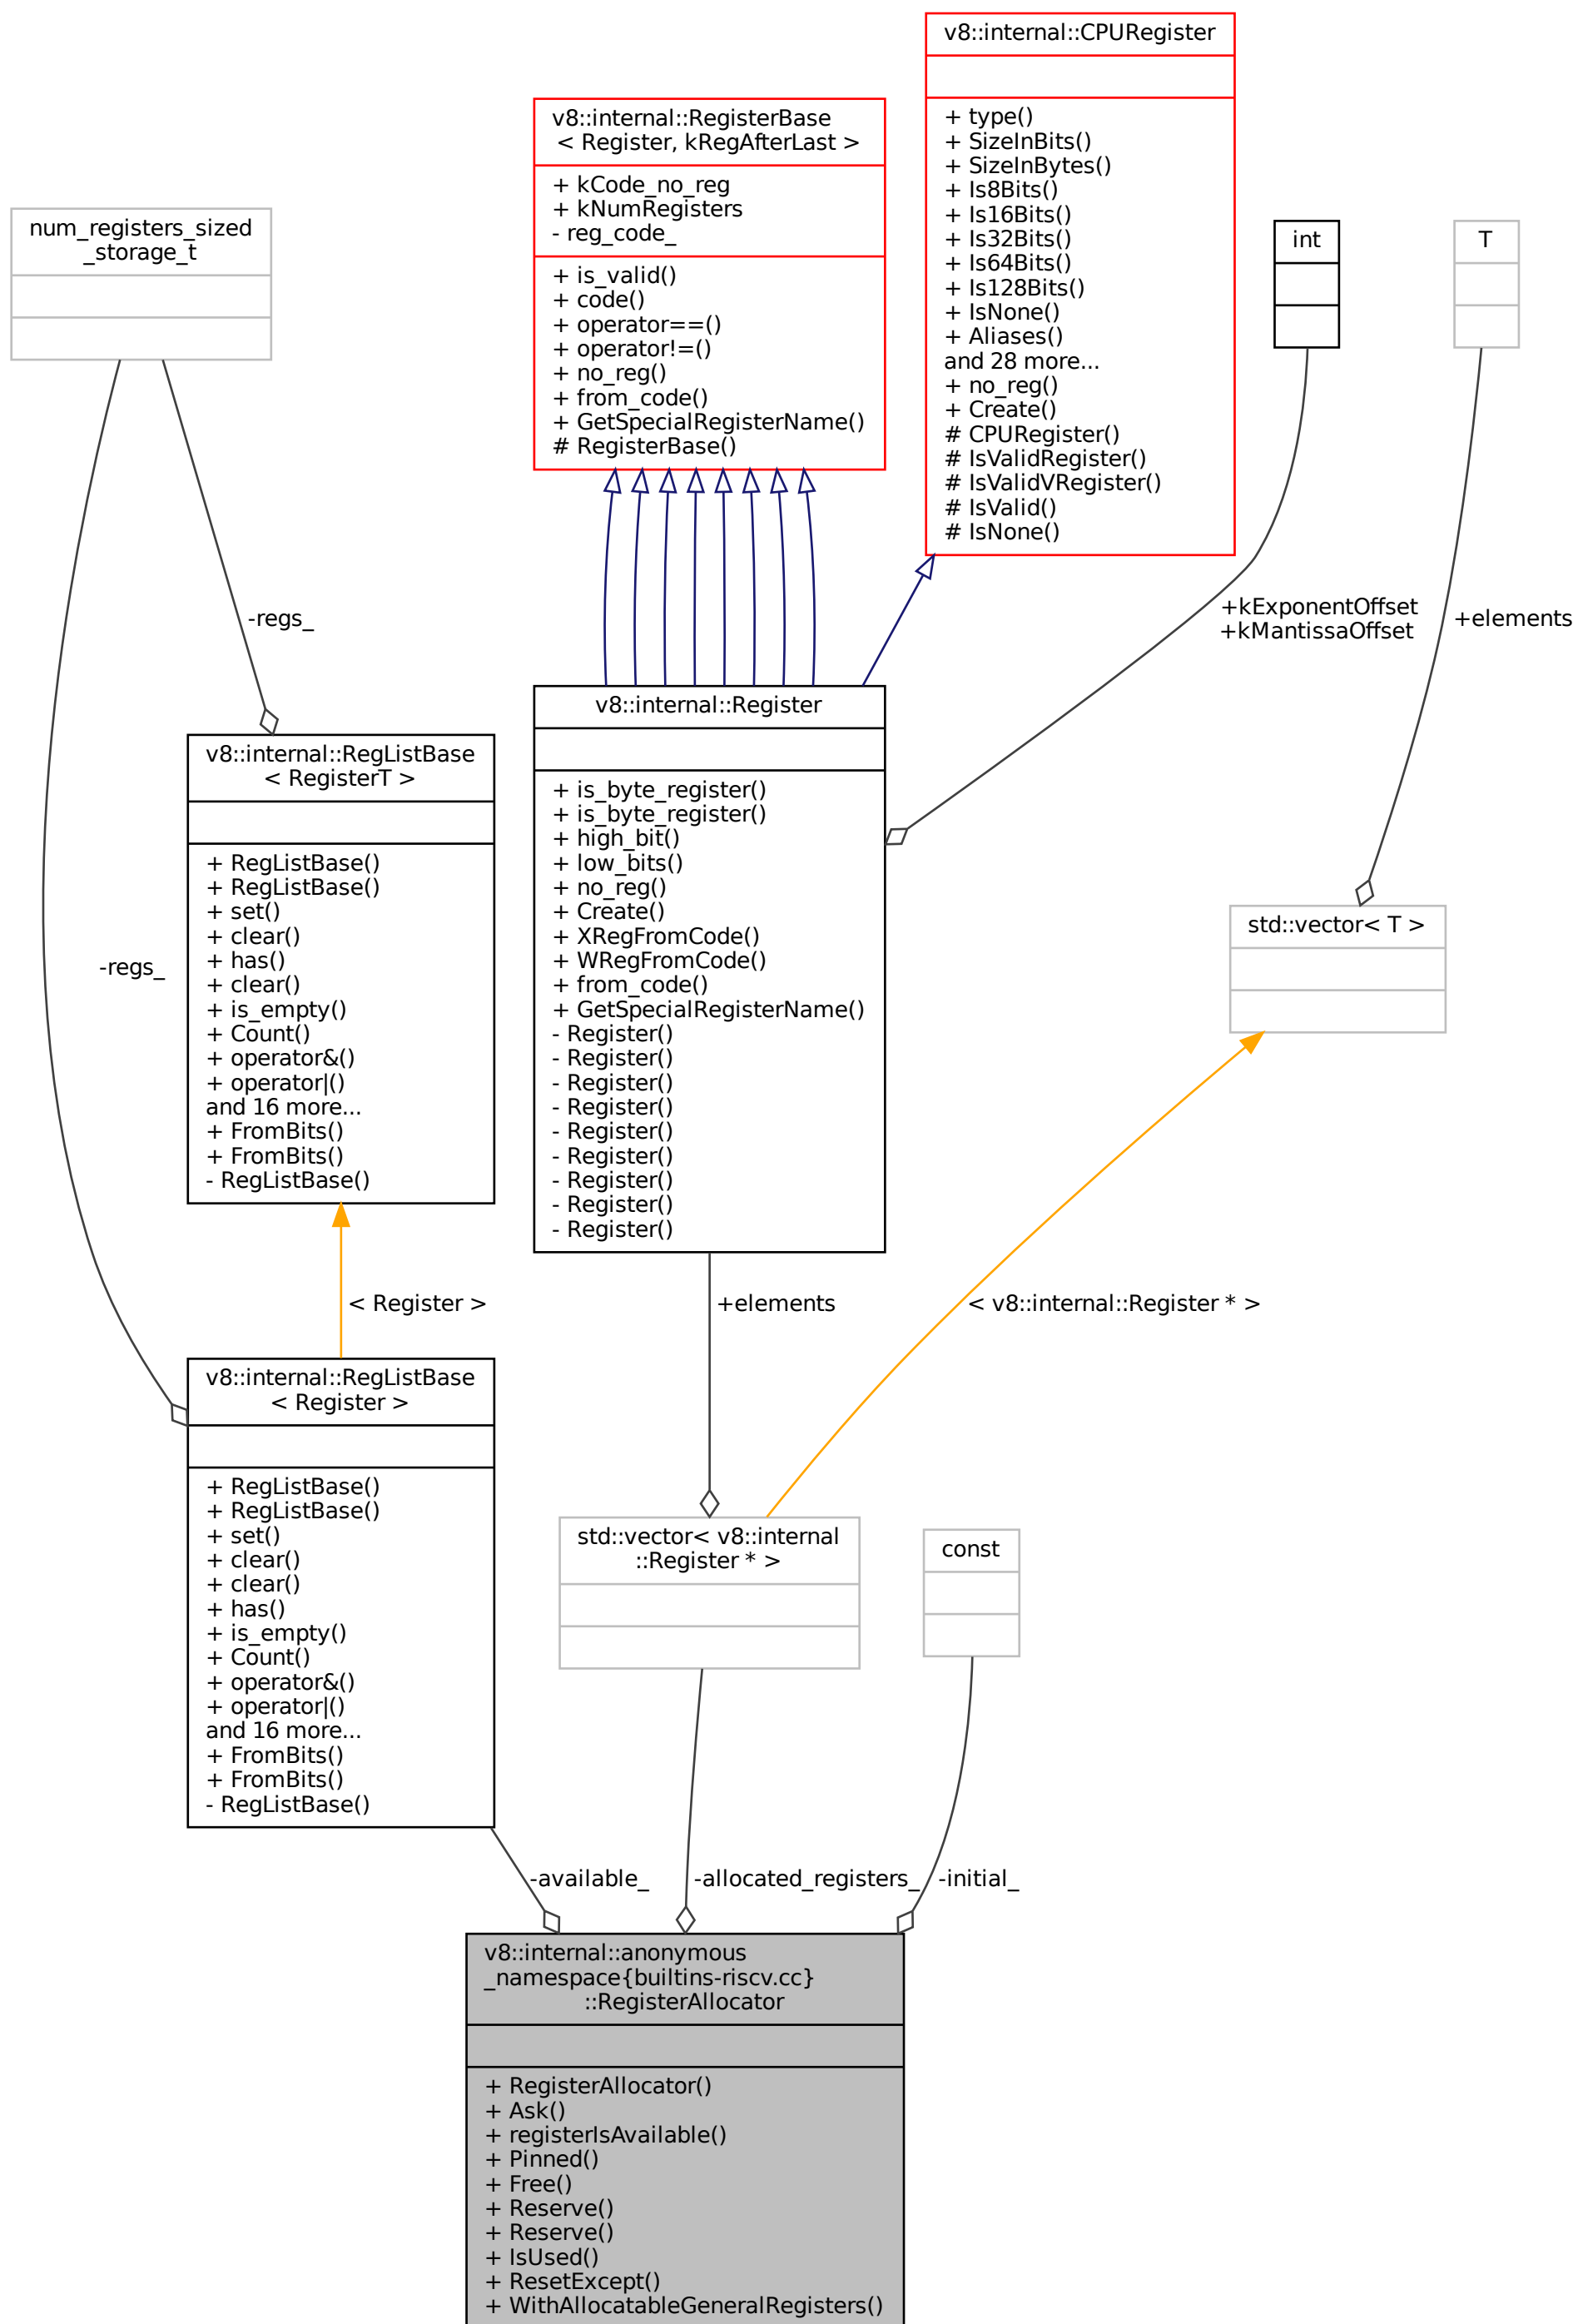 v8::internal::CPURegister
+ type()
+ SizeInBits()
+ SizeInBytes()
+ Is8Bits()
+ Is16Bits()
+ Is32Bits()
+ Is64Bits()
+ Is128Bits()
+ IsNone()
+ Aliases()
and 28 more...
+ no_reg()
+ Create()
# CPURegister()
# IsValidRegister()
# IsValidVRegister()
# IsValid()
# IsNone()
v8::internal::RegisterBase
< Register, kRegAfterLast >
+ kCode_no_reg
+ kNumRegisters
- reg_code_
+ is_valid()
+ code()
+ operator==()
+ operator!=()
+ no_reg()
+ from_code()
+ GetSpecialRegisterName()
# RegisterBase()
num_registers_sized
_storage_t
int
T
-regs_
+kExponentOffset
+kMantissaOffset
+elements
v8::internal::Register
+ is_byte_register()
+ is_byte_register()
+ high_bit()
+ low_bits()
+ no_reg()
+ Create()
+ XRegFromCode()
+ WRegFromCode()
+ from_code()
+ GetSpecialRegisterName()
- Register()
- Register()
- Register()
- Register()
- Register()
- Register()
- Register()
- Register()
- Register()
v8::internal::RegListBase
< RegisterT >
+ RegListBase()
+ RegListBase()
+ set()
+ clear()
+ has()
+ clear()
+ is_empty()
+ Count()
+ operator&()
+ operator|()
and 16 more...
+ FromBits()
+ FromBits()
- RegListBase()
-regs_
std::vector< T >
< Register >
+elements
< v8::internal::Register * >
v8::internal::RegListBase
< Register >
+ RegListBase()
+ RegListBase()
+ set()
+ clear()
+ clear()
+ has()
+ is_empty()
+ Count()
+ operator&()
+ operator|()
and 16 more...
+ FromBits()
+ FromBits()
- RegListBase()
std::vector< v8::internal
::Register * >
const
-available_
-allocated_registers_
-initial_
v8::internal::anonymous
_namespace{builtins-riscv.cc}
::RegisterAllocator
+ RegisterAllocator()
+ Ask()
+ registerIsAvailable()
+ Pinned()
+ Free()
+ Reserve()
+ Reserve()
+ IsUsed()
+ ResetExcept()
+ WithAllocatableGeneralRegisters()